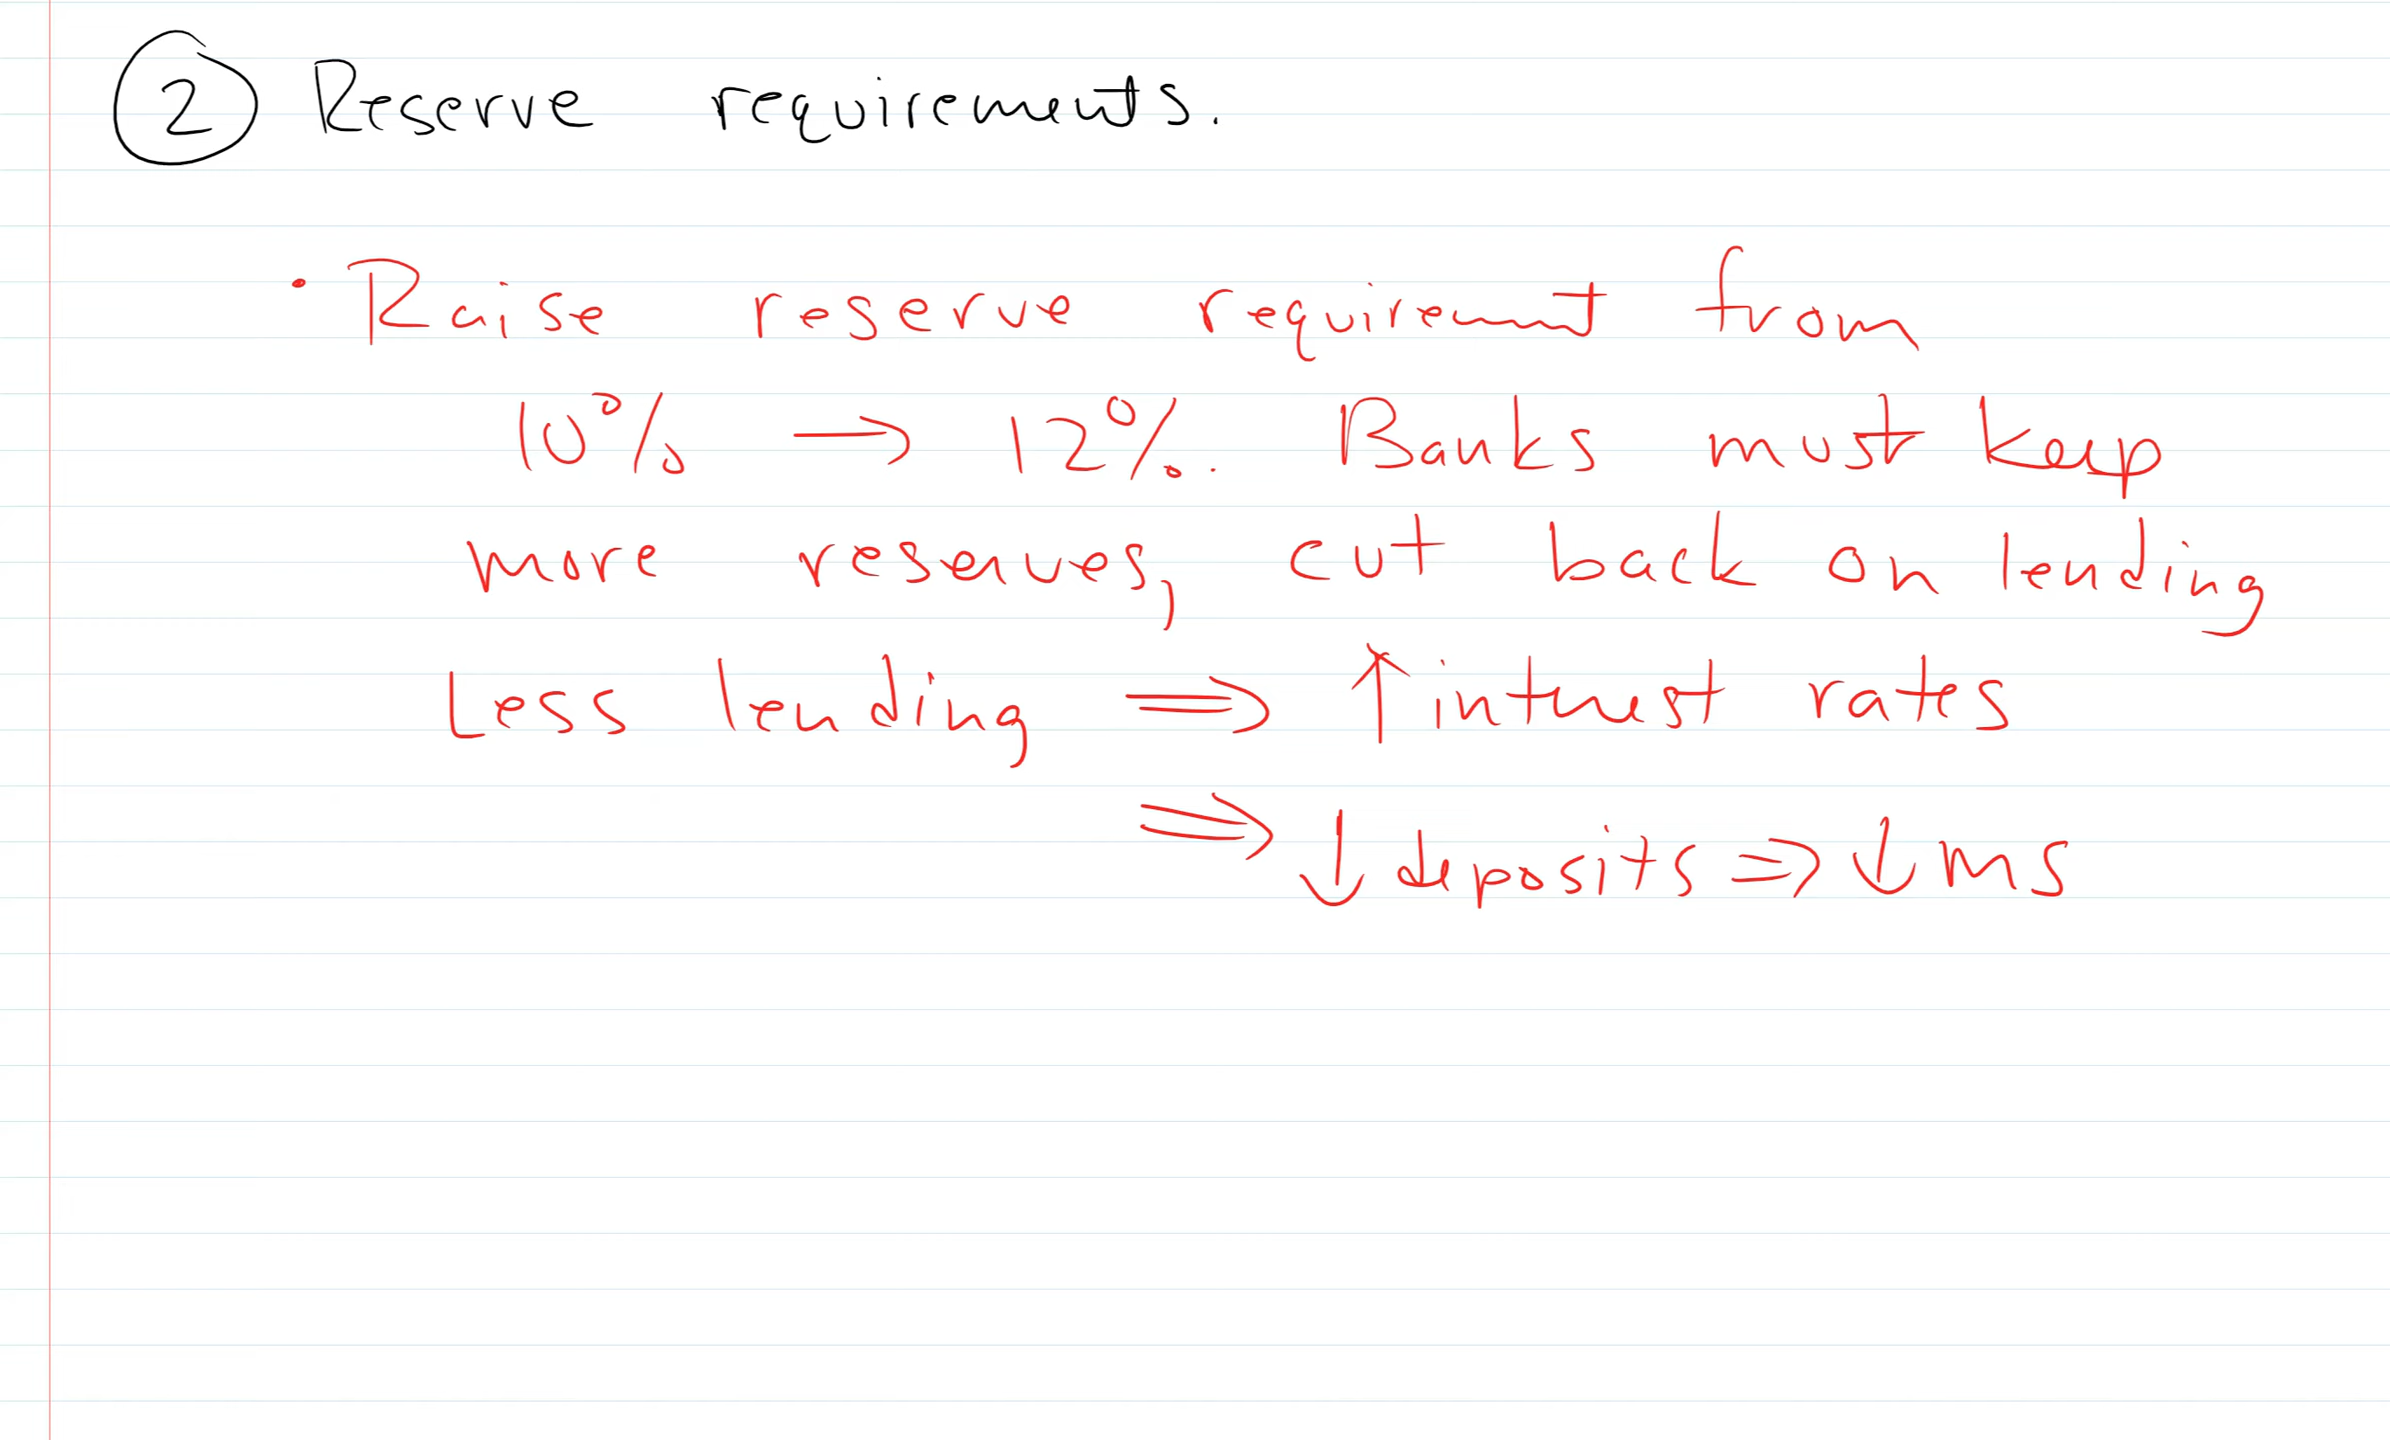 ② Reserve requirements.
• Raise reserve requirement from
10% → 12%. Banks must keep
more reserves, cut back on lending
Less lending ⇒ ↑ interest rates
⇒ ↓ deposits ⇒ ↓ ms